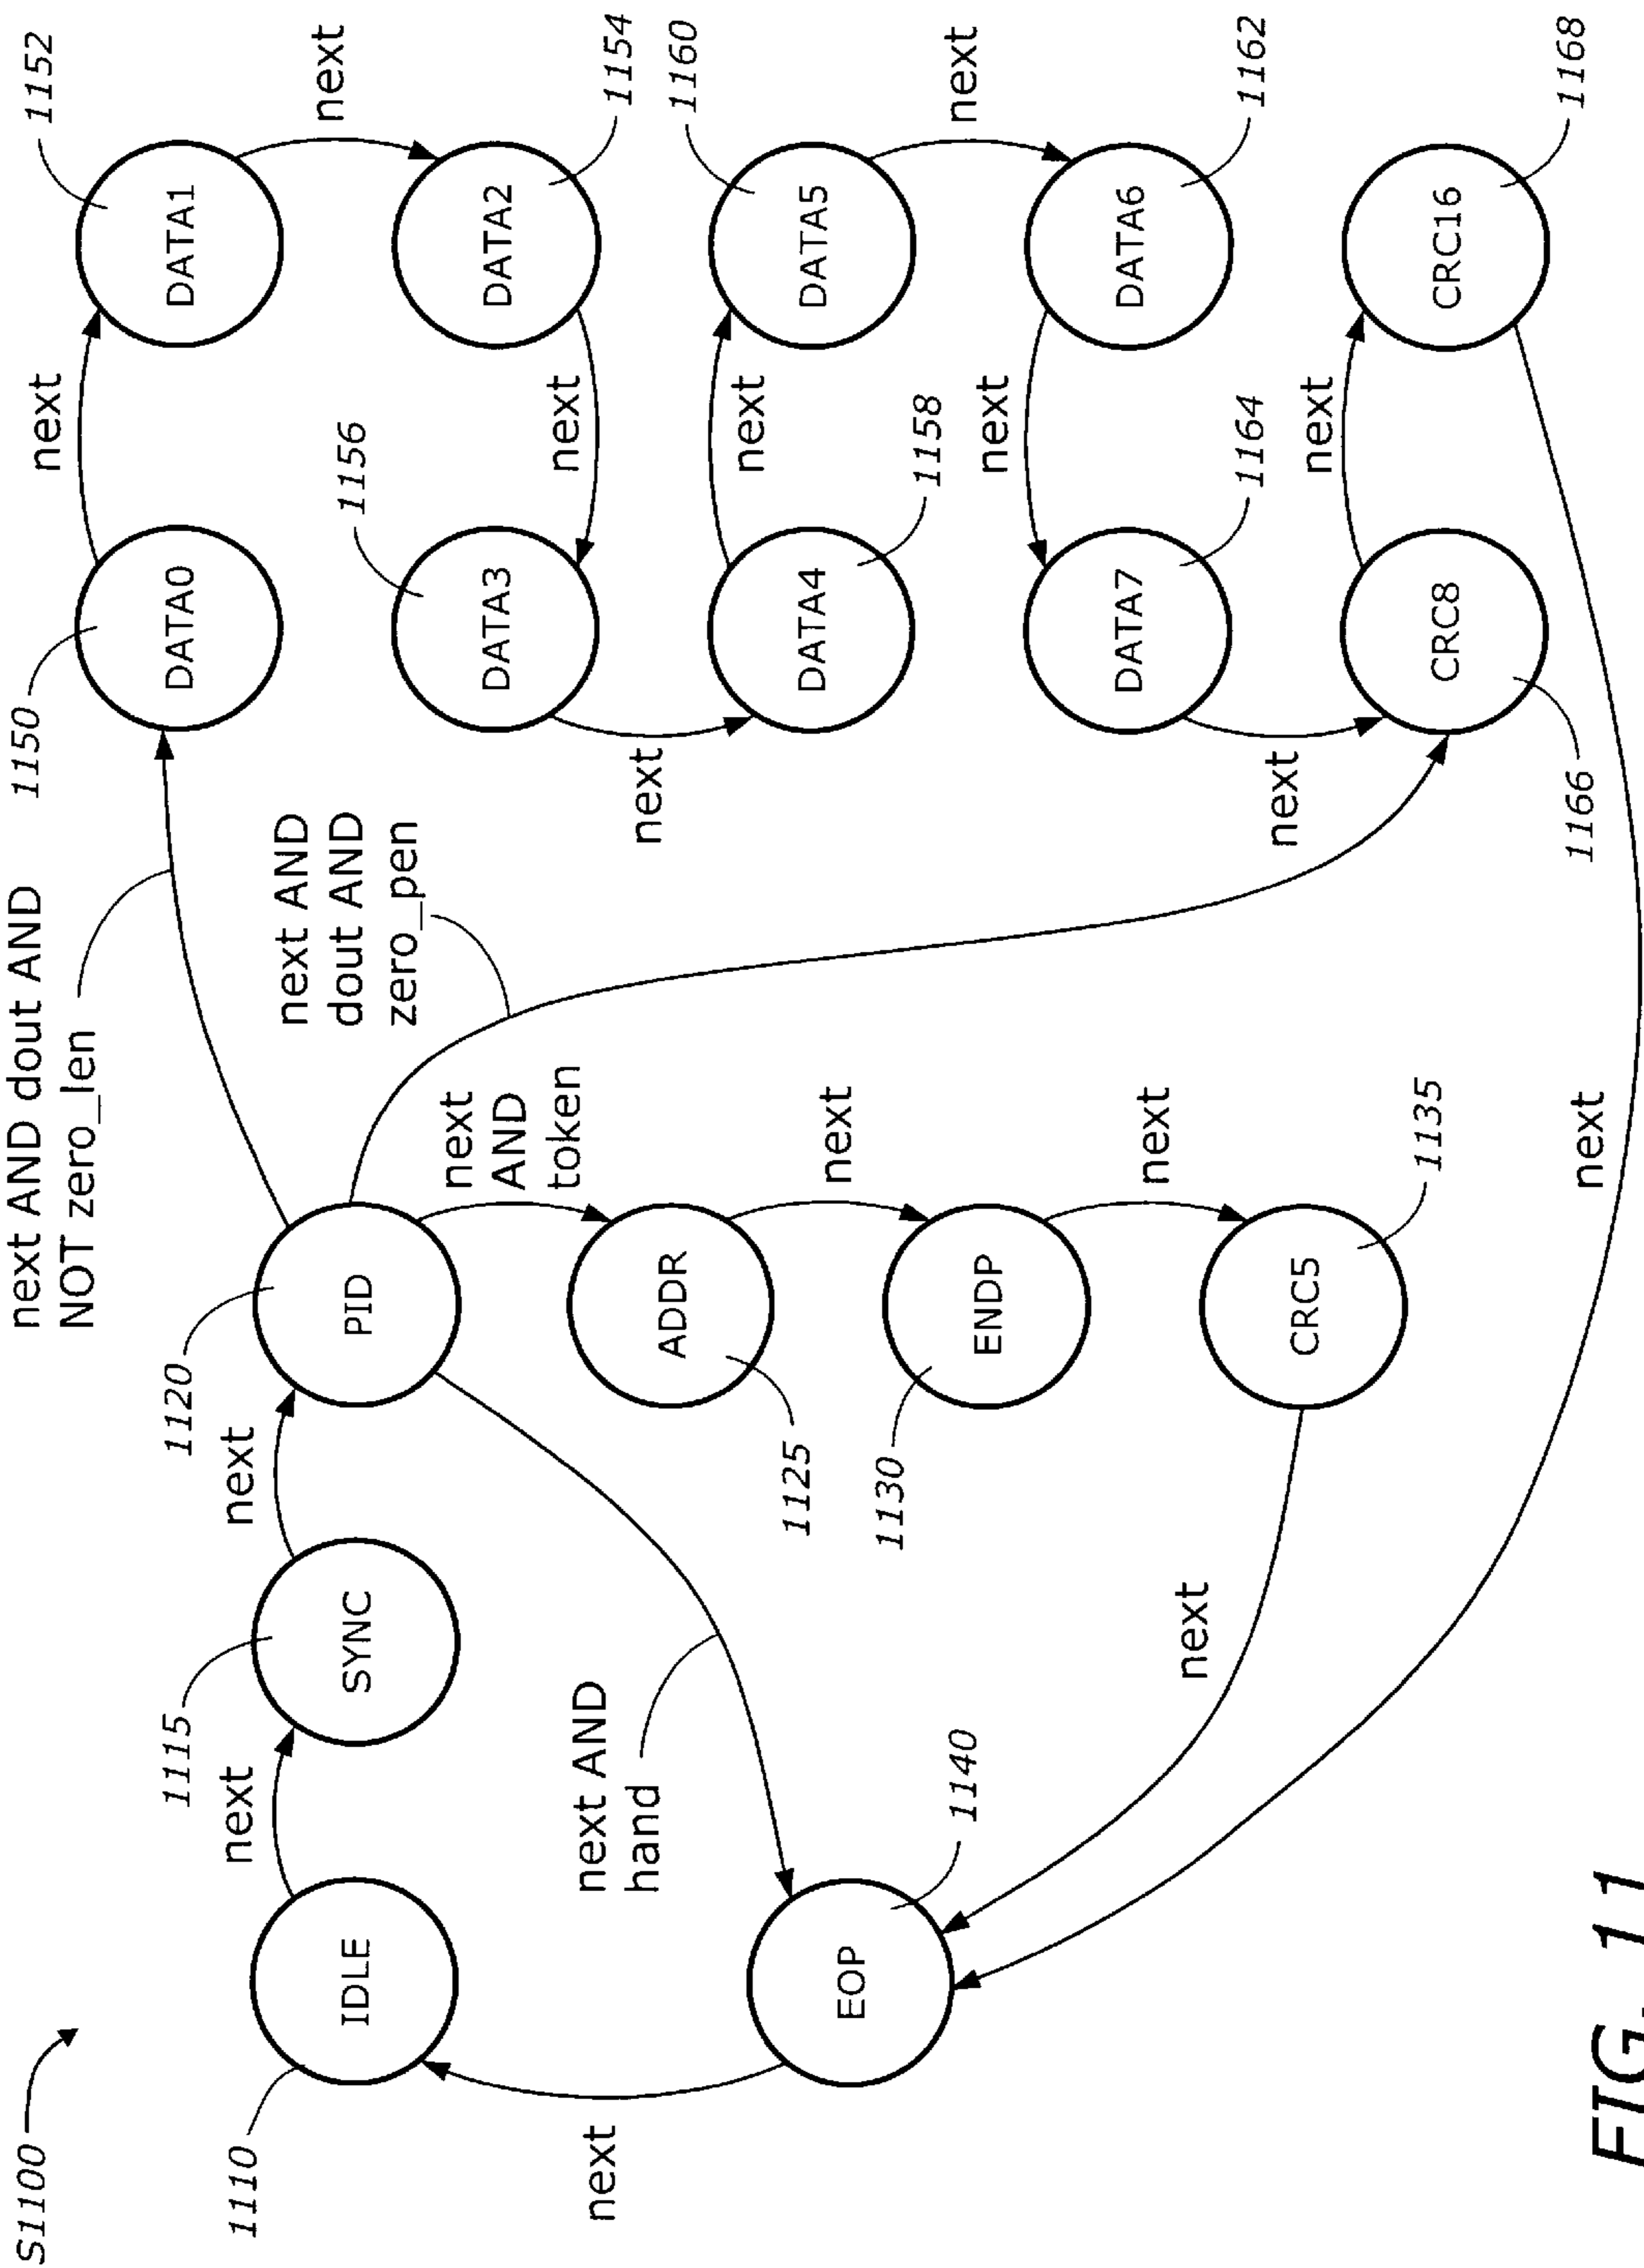 S1100
1110
IDLE
next
1115
SYNC
next
1120
PID
next AND dout AND
NOT zero_len
1150
DATA0
next
1152
DATA1
next
next AND
dout AND
zero_pen
1156
DATA3
next
DATA2
1154
next
AND
token
next AND
hand
ADDR
1125
next
next
DATA4
1158
next
1160
DATA5
next
next
EOP
1140
ENDP
1130
next
DATA7
1164
next
DATA6
1162
next
next
CRC5
1135
CRC8
1166
next
CRC16
1168
next
FIG. 11